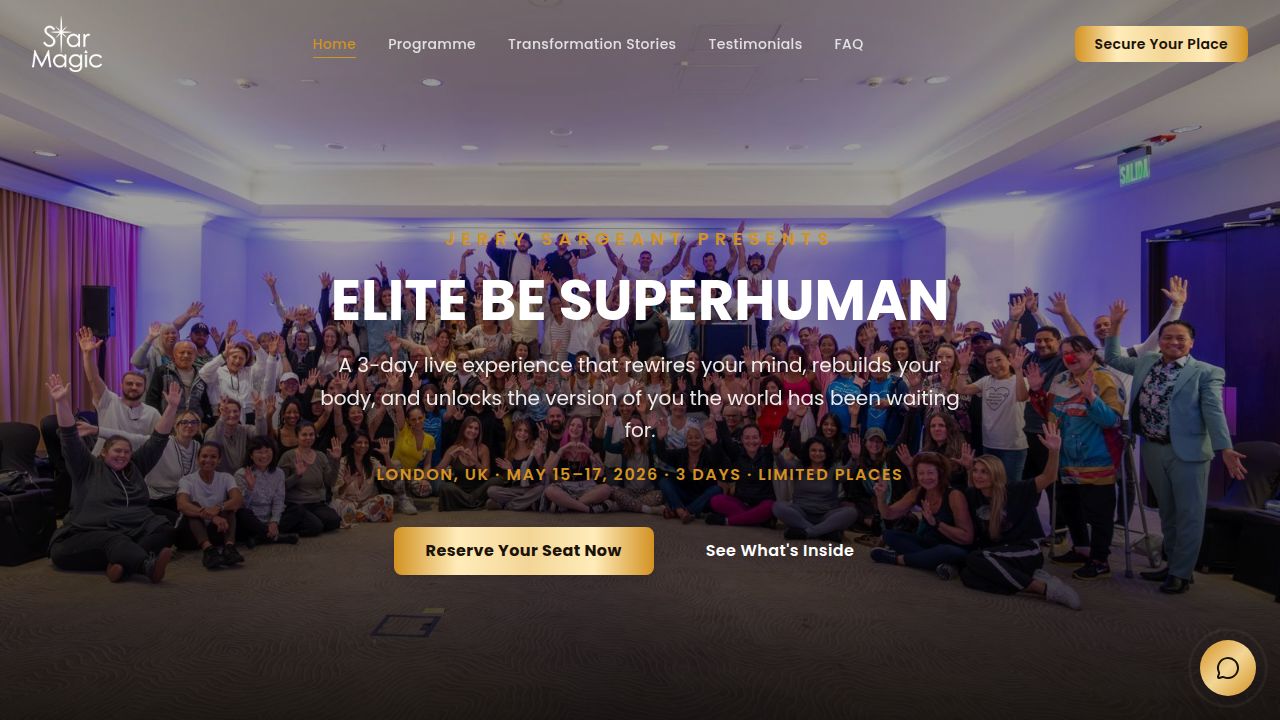 Star
Magic
Home
Programme
Transformation Stories
Testimonials
FAQ
Secure Your Place
SALIDA
JERRY SARGEANT PRESENTS
ELITE BE SUPERHUMAN
A 3-day live experience that rewires your mind, rebuilds your
body, and unlocks the version of you the world has been waiting
for.
LONDON, UK · MAY 15–17, 2026 · 3 DAYS · LIMITED PLACES
Reserve Your Seat Now
See What's Inside